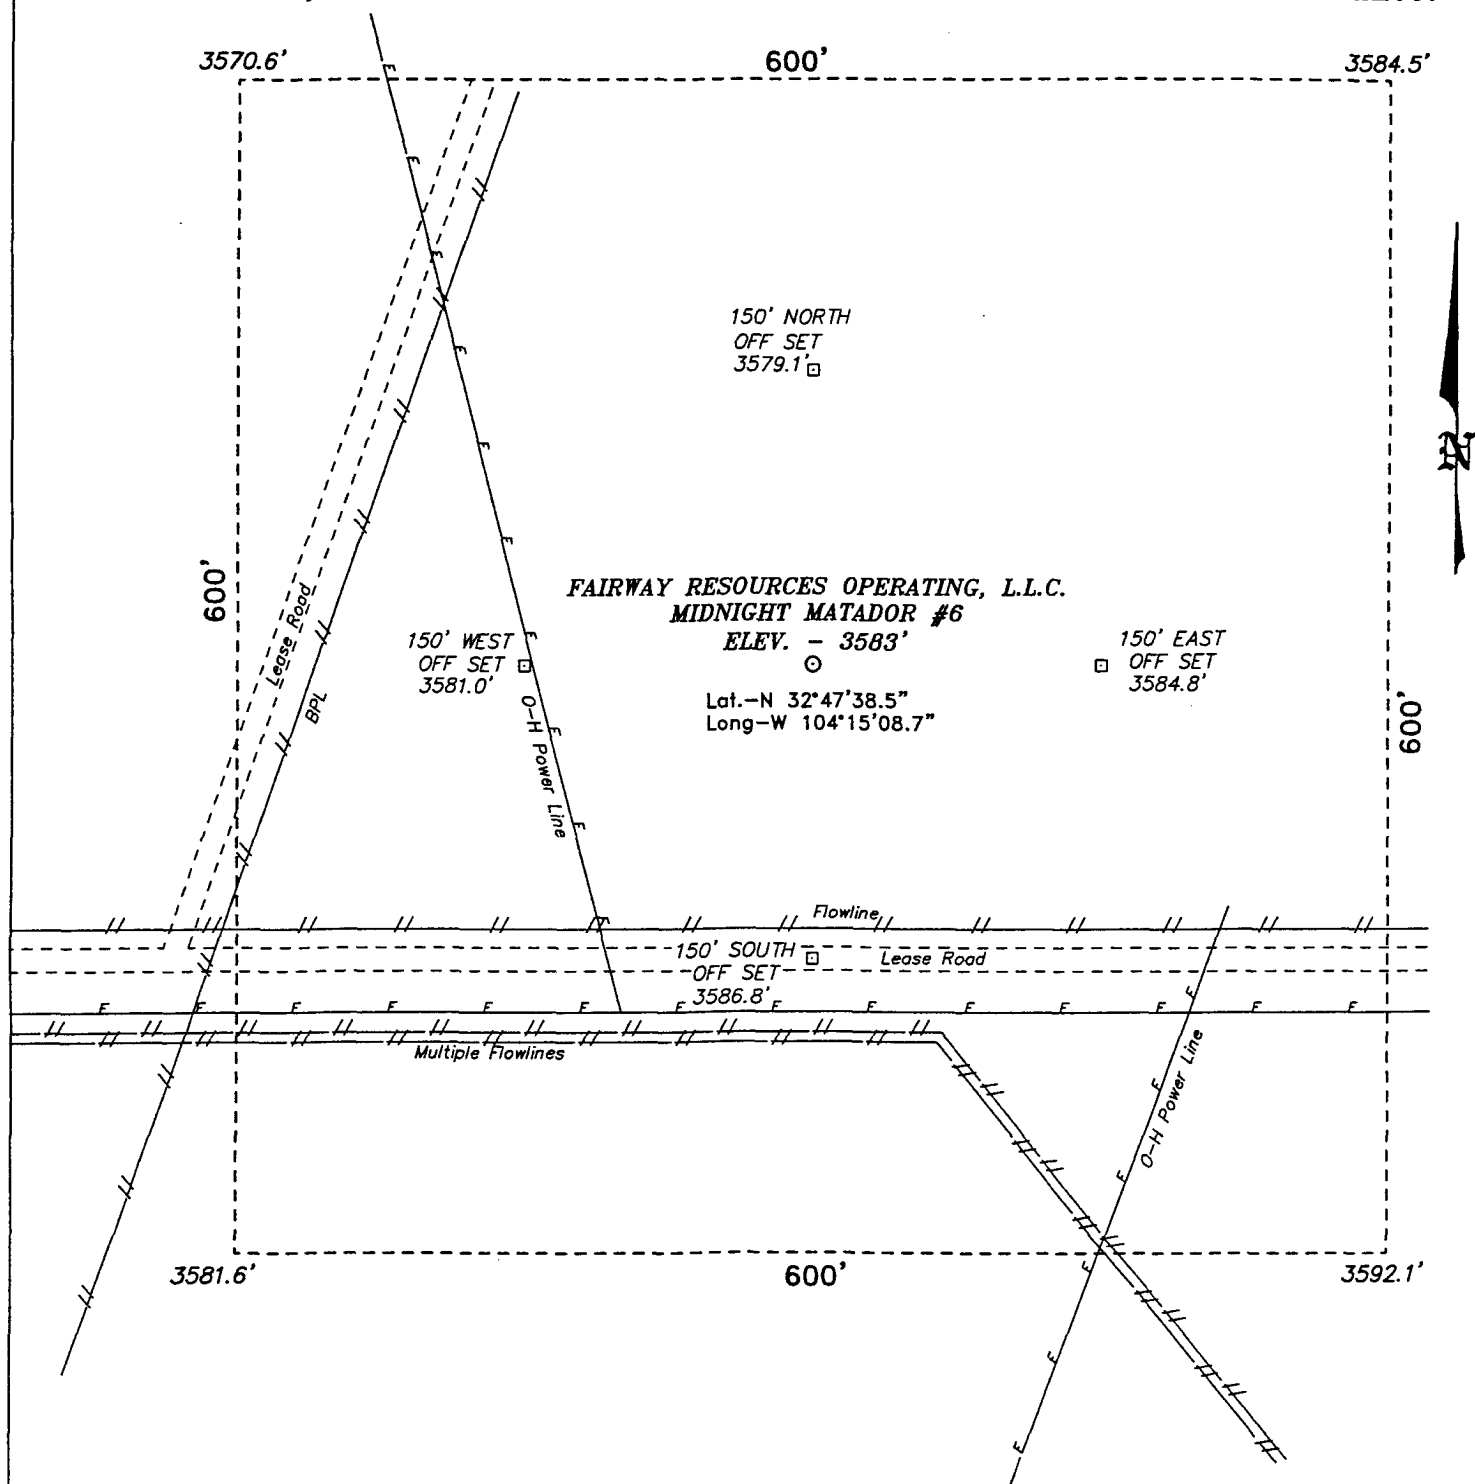 3570.6'
600'
3584.5'
150' NORTH
OFF SET
3579.1'
N
600'
Lease Road
BPL
150' WEST
OFF SET
3581.0'
O-H Power Line
FAIRWAY RESOURCES OPERATING, L.L.C.
MIDNIGHT MATADOR #6
ELEV. - 3583'
Lat.-N 32°47'38.5"
Long-W 104°15'08.7"
150' EAST
OFF SET
3584.8'
600'
Flowline
150' SOUTH
OFF SET
3586.8'
Lease Road
Multiple Flowlines
O-H Power Line
3581.6'
600'
3592.1'